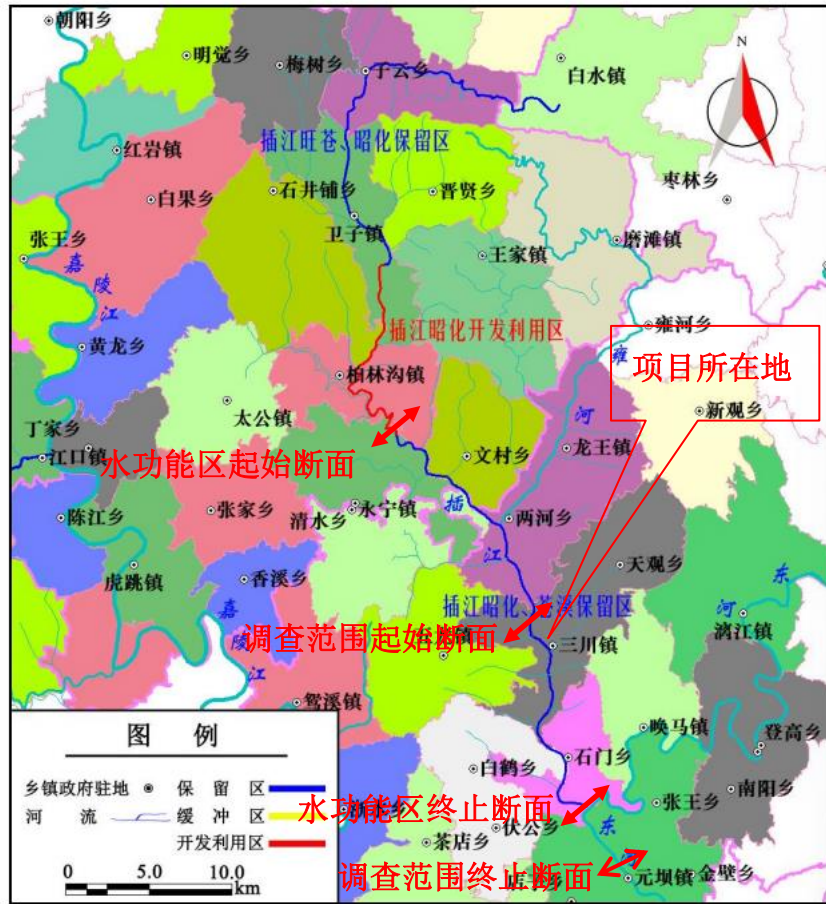 朝阳乡
明觉乡
梅树乡
子云乡
白水镇
N
插江旺苍、昭化保留区
红岩镇
白果乡
石井铺乡
晋贤乡
枣林乡
卫子镇
张王乡
王家镇
磨滩镇
嘉陵江
插江昭化开发利用区
雍河乡
黄龙乡
雍河
项目所在地
柏林沟镇
太公镇
新观乡
丁家乡
江口镇
水功能区起始断面
文村乡
龙王镇
陈江乡
张家乡
清水乡
永宁镇
插江
两河乡
虎跳镇
香溪乡
天观乡
东河
插江昭化、苍溪保留区
嘉陵江
调查范围起始断面
三川镇
漓江镇
鸳溪镇
唤马镇
登高乡
图 例
乡镇政府驻地
保留区
河流
缓冲区
开发利用区
0 5.0 10.0
km
白鹤乡
石门乡
南阳乡
水功能区终止断面
张王乡
伏公乡
东
茶店乡
调查范围终止断面
元坝镇
金壁乡